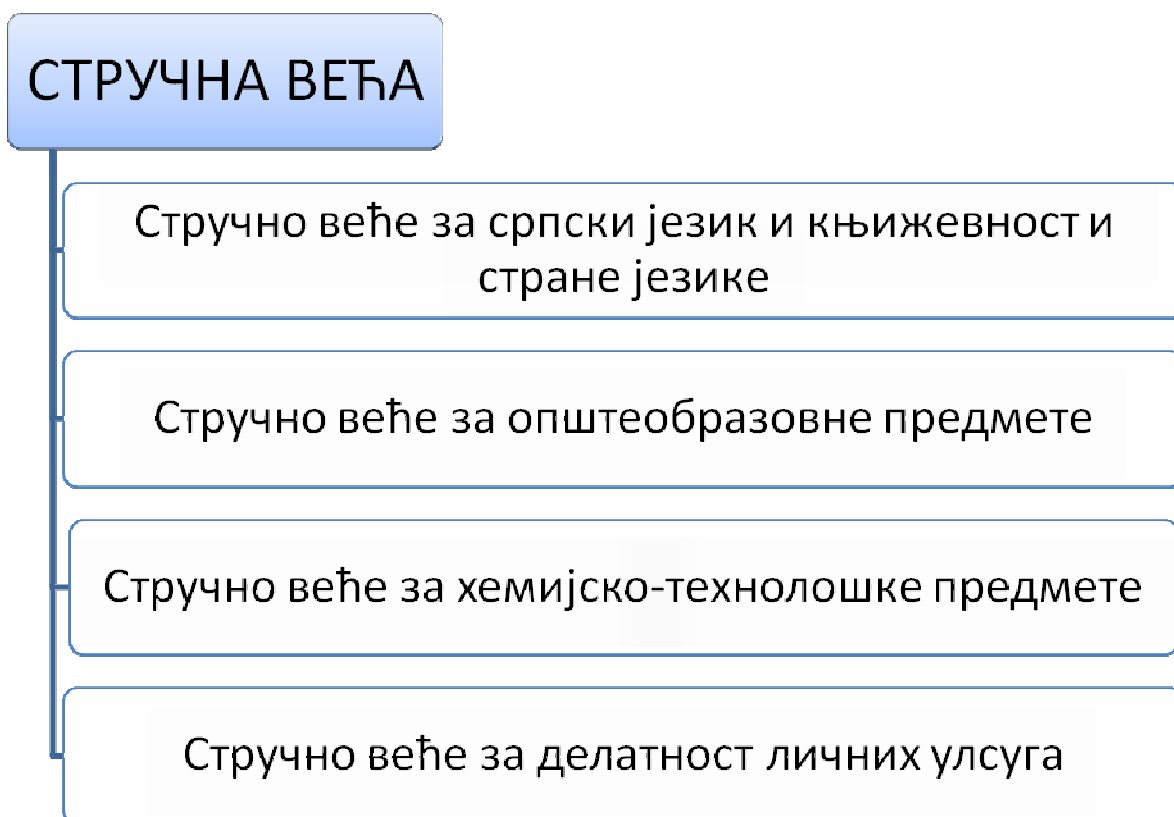 СТРУЧНА ВЕЋА
Стручно веће за српски језик и књижевност и
стране језике
Стручно веће за општеобразовне предмете
Стручно веће за хемијско-технолошке предмете
Стручно веће за делатност личних улсуга